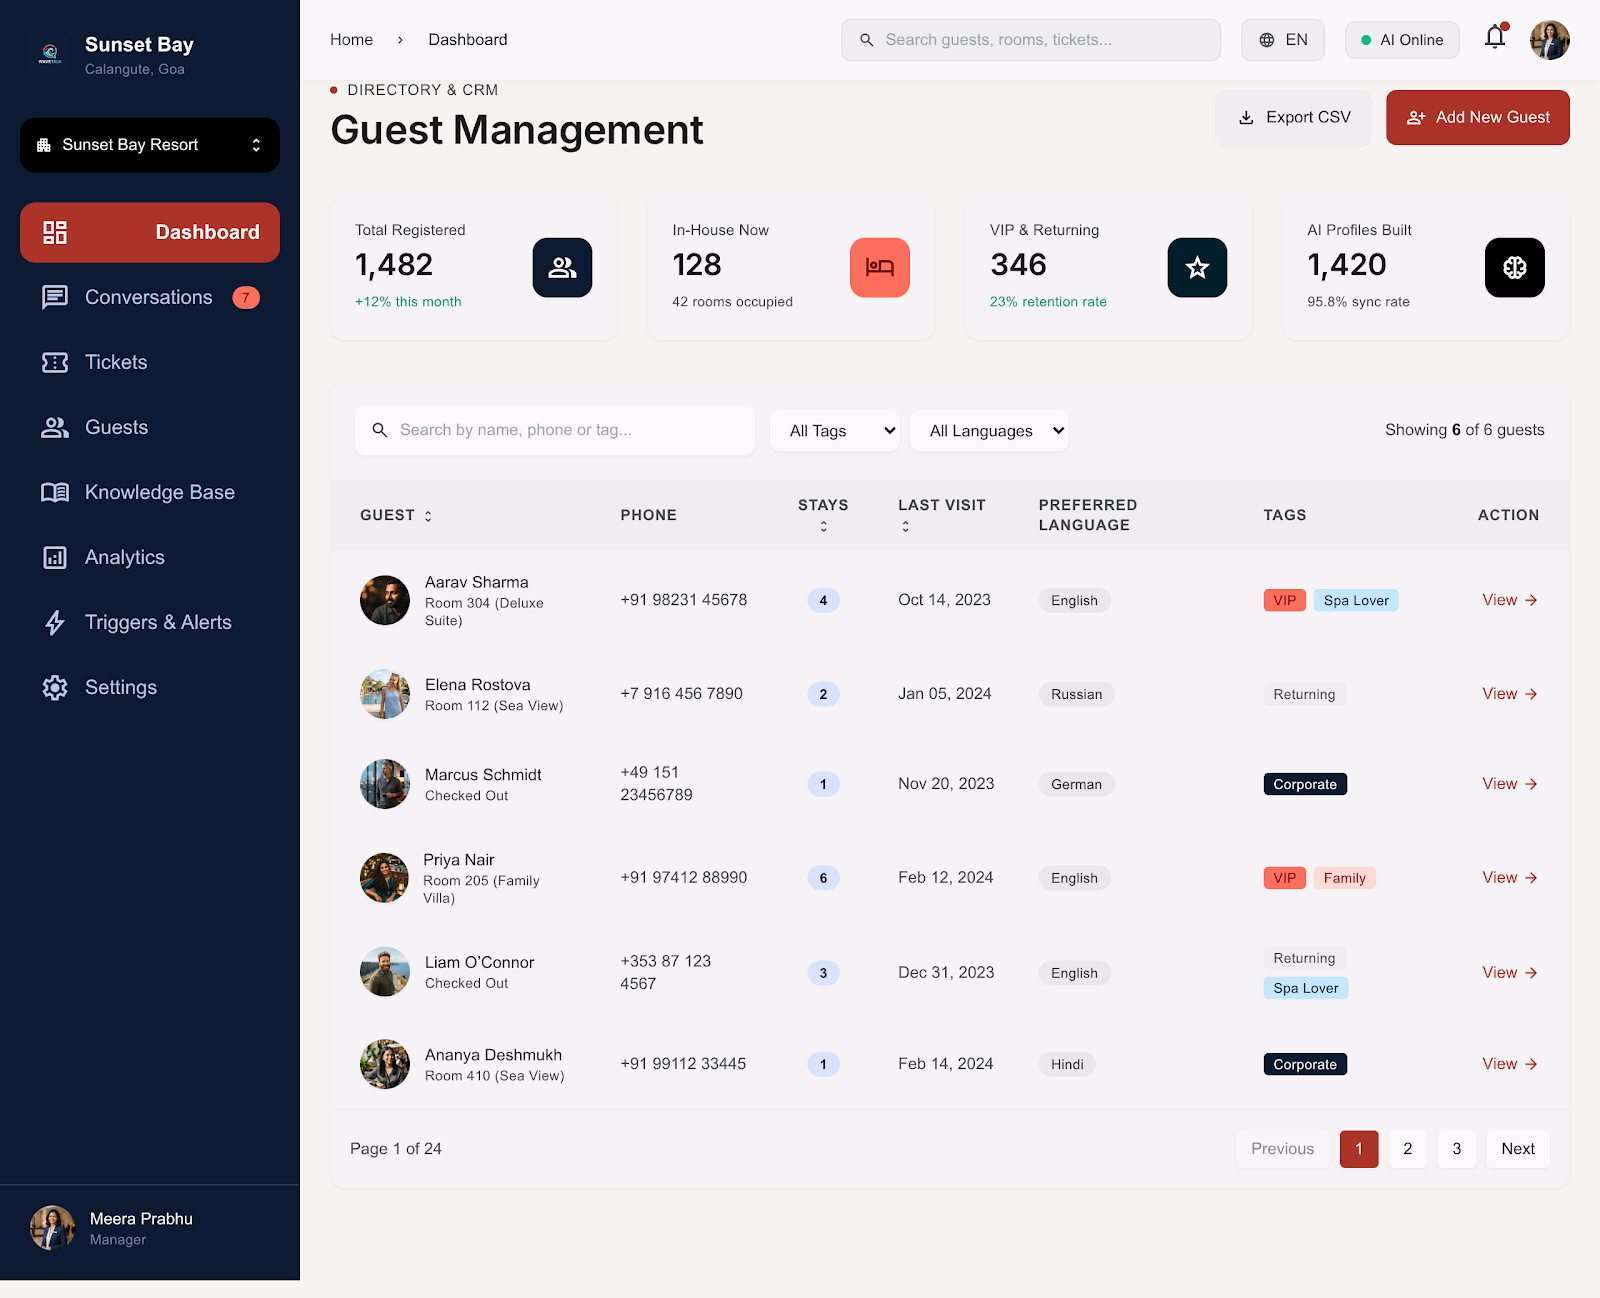 Sunset Bay
Calangute, Goa
WAVETALK
Sunset Bay Resort
Dashboard
Conversations 7
Tickets
Guests
Knowledge Base
Analytics
Triggers & Alerts
Settings
Meera Prabhu
Manager
Home › Dashboard
Search guests, rooms, tickets...
EN
AI Online
DIRECTORY & CRM
Guest Management
Export CSV
Add New Guest
Total Registered
1,482
+12% this month
In-House Now
128
42 rooms occupied
VIP & Returning
346
23% retention rate
AI Profiles Built
1,420
95.8% sync rate
Search by name, phone or tag...
All Tags
All Languages
Showing 6 of 6 guests
GUEST PHONE STAYS LAST VISIT PREFERRED LANGUAGE TAGS ACTION
Aarav Sharma
Room 304 (Deluxe
Suite)
+91 98231 45678 4 Oct 14, 2023 English VIP Spa Lover View →
Elena Rostova
Room 112 (Sea View)
+7 916 456 7890 2 Jan 05, 2024 Russian Returning View →
Marcus Schmidt
Checked Out
+49 151
23456789
1 Nov 20, 2023 German Corporate View →
Priya Nair
Room 205 (Family
Villa)
+91 97412 88990 6 Feb 12, 2024 English VIP Family View →
Liam O’Connor
Checked Out
+353 87 123
4567
3 Dec 31, 2023 English
Returning
Spa Lover
View →
Ananya Deshmukh
Room 410 (Sea View)
+91 99112 33445 1 Feb 14, 2024 Hindi Corporate View →
Page 1 of 24
Previous 1 2 3 Next